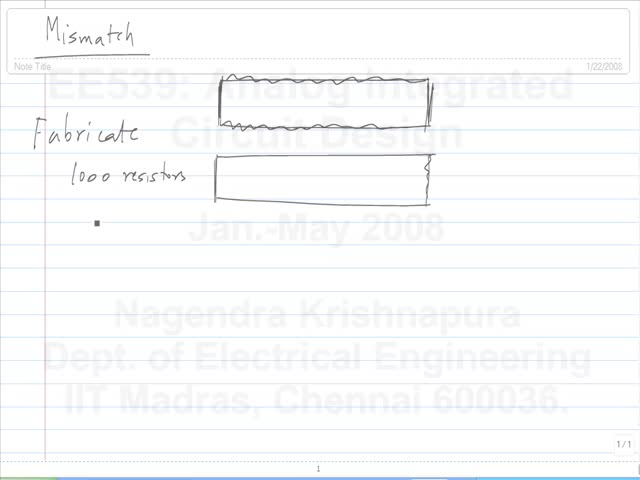 Mismatch
Note Title
1/22/2008
EE539: Analog Integrated
Circuit Design
Fabricate
1000 resistors
Jan.-May 2008
Nagendra Krishnapura
Dept. of Electrical Engineering
IIT Madras, Chennai 600036.
1/1
1